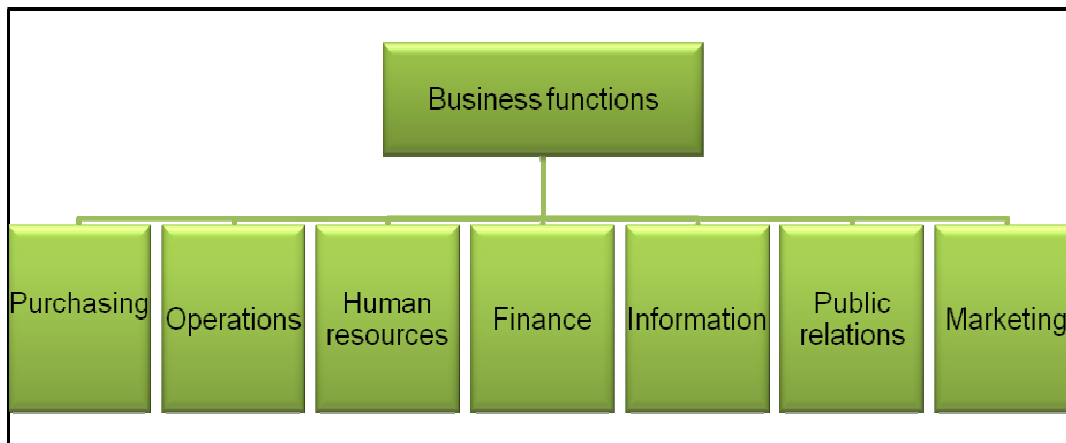 Business functions
Purchasing
Operations
Human
resources
Finance
Information
Public
relations
Marketing